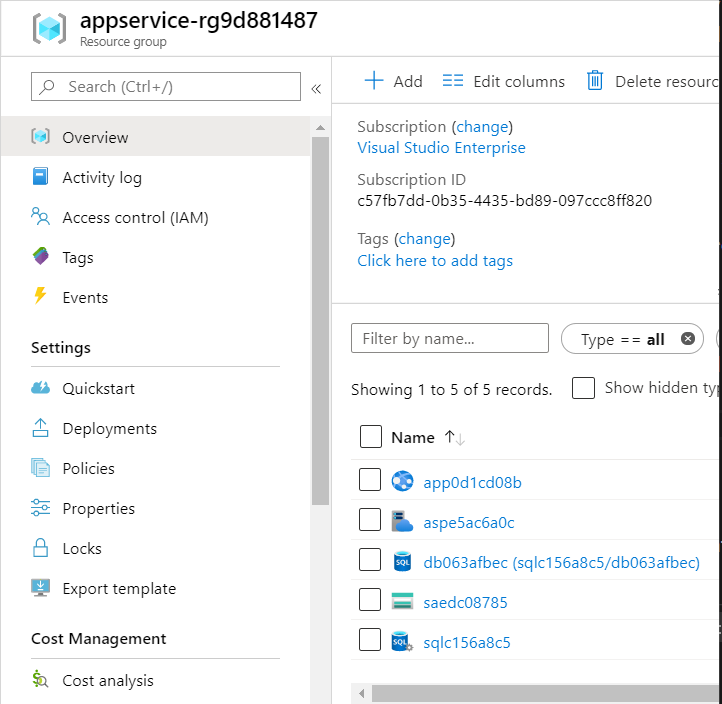 appservice-rg9d881487
Resource group
Search (Ctrl+/)
«
Overview
Activity log
Access control (IAM)
Tags
Events
Settings
Quickstart
Deployments
Policies
Properties
Locks
Export template
Cost Management
Cost analysis
Add
Edit columns
Delete resourc
Subscription (change)
Visual Studio Enterprise
Subscription ID
c57fb7dd-0b35-4435-bd89-097ccc8ff820
Tags (change)
Click here to add tags
Filter by name...
Type == all
Showing 1 to 5 of 5 records.
Show hidden typ
Name ↑↓
app0d1cd08b
aspe5ac6a0c
SQL db063afbec (sqlc156a8c5/db063afbec)
saedc08785
SQL sqlc156a8c5